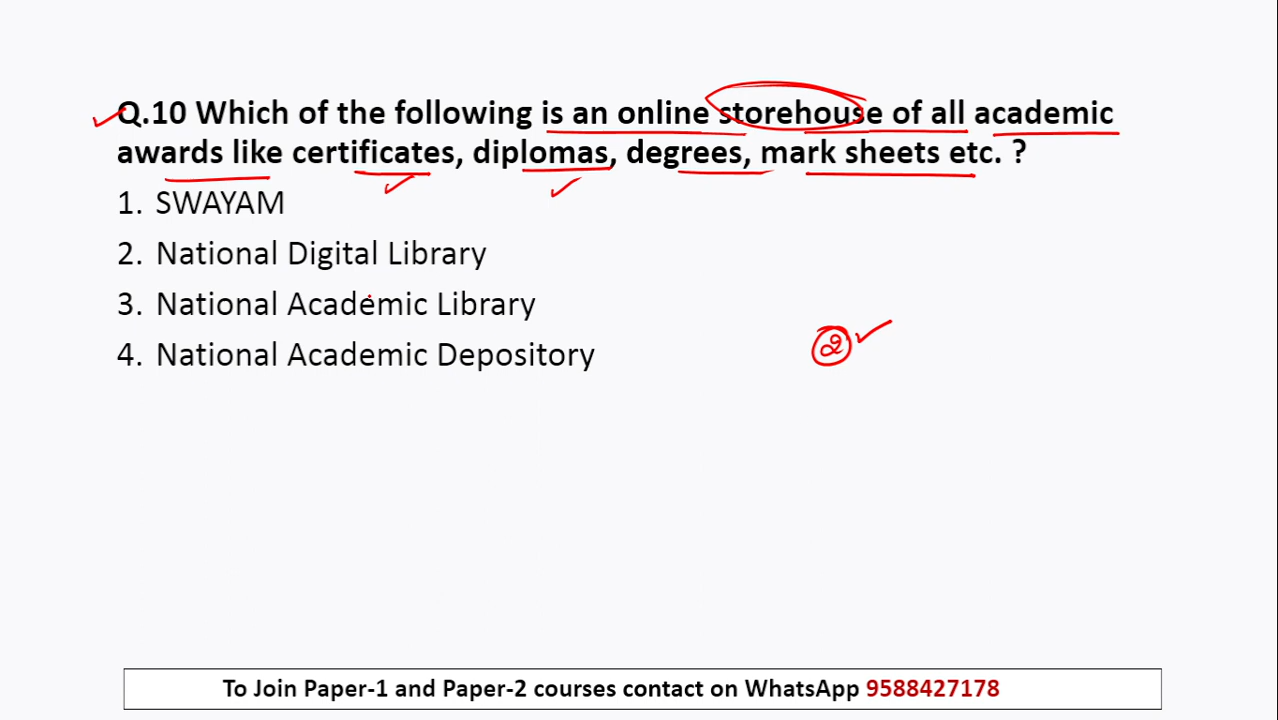 Q.10 Which of the following is an online storehouse of all academic
awards like certificates, diplomas, degrees, mark sheets etc. ?
1. SWAYAM
2. National Digital Library
3. National Academic Library
4. National Academic Depository
2
To Join Paper-1 and Paper-2 courses contact on WhatsApp 9588427178